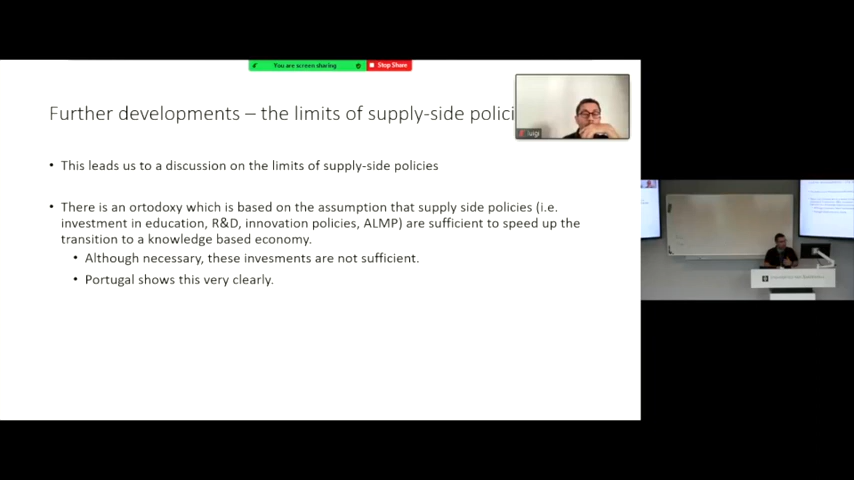 You are screen sharing
Stop Share
Further developments – the limits of supply-side polici
luigi
• This leads us to a discussion on the limits of supply-side policies
• There is an ortodoxy which is based on the assumption that supply side policies (i.e.
investment in education, R&D, innovation policies, ALMP) are sufficient to speed up the
transition to a knowledge based economy.
• Although necessary, these invesments are not sufficient.
• Portugal shows this very clearly.